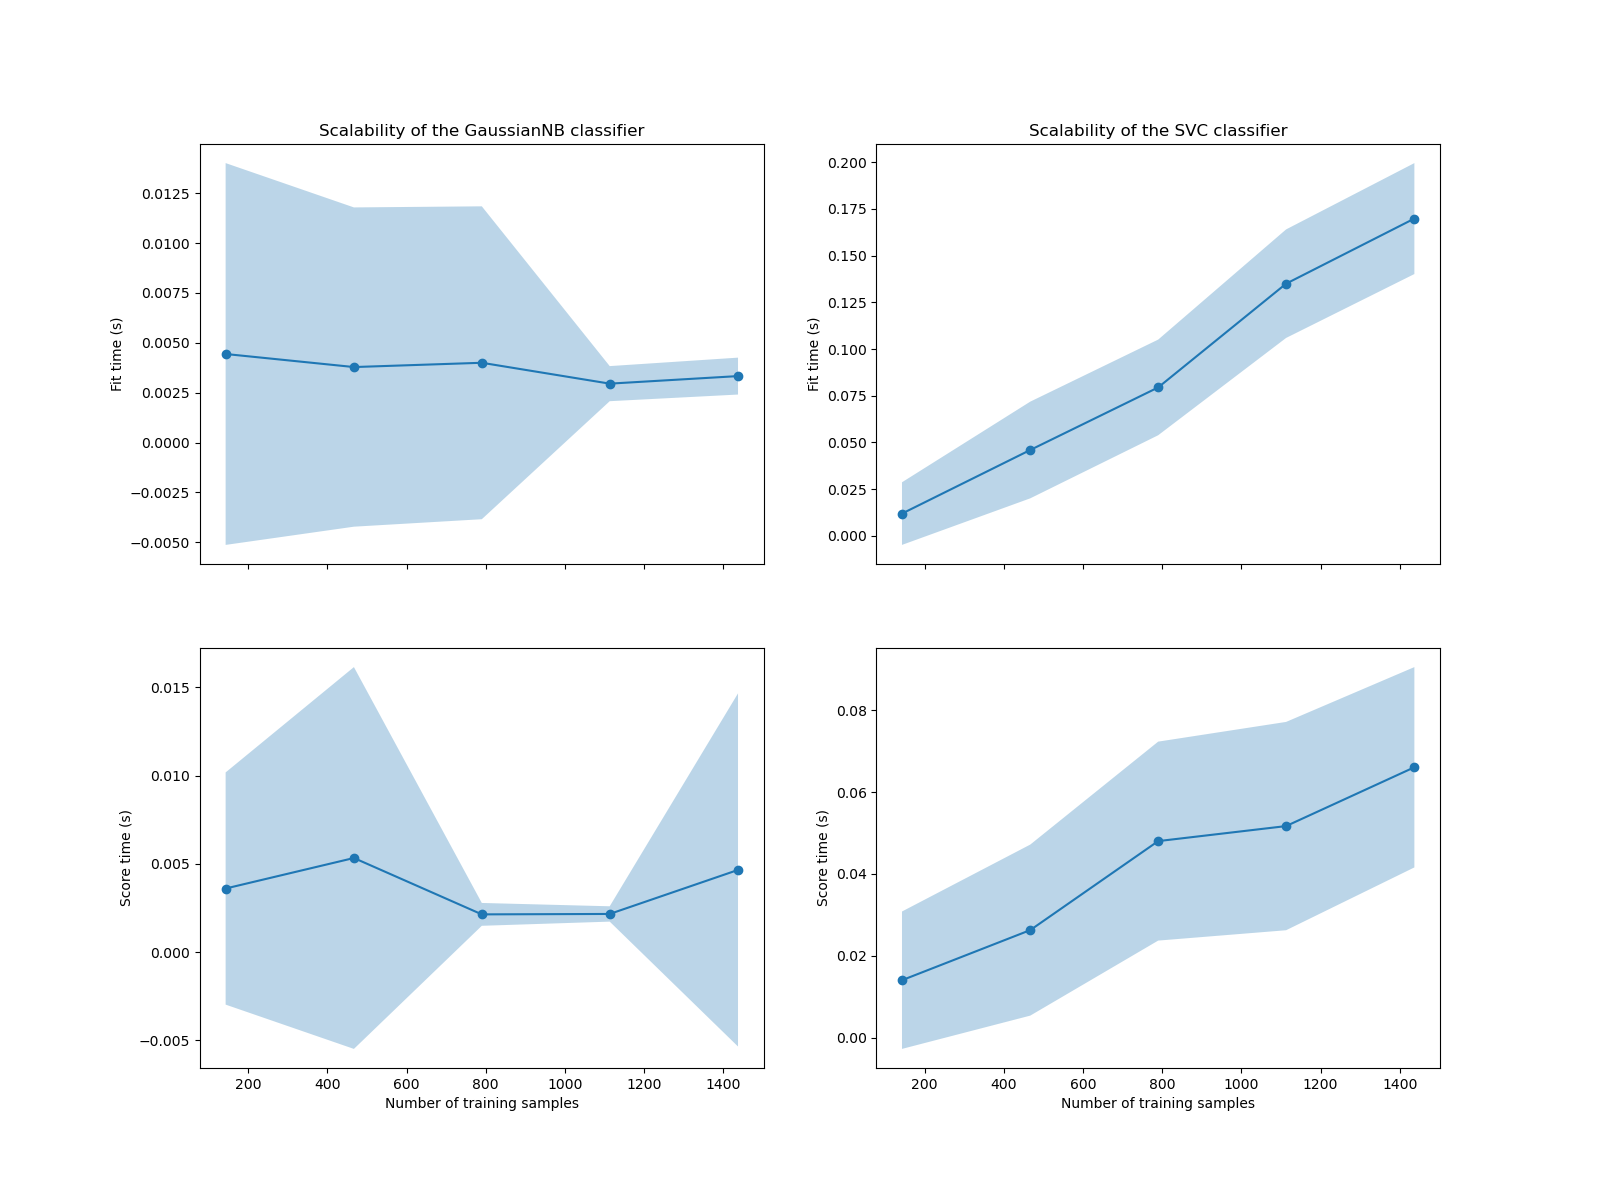 Scalability of the GaussianNB classifier
Scalability of the SVC classifier
0.0125
0.0100
0.0075
0.0050
0.0025
0.0000
−0.0025
−0.0050
Fit time (s)
0.200
0.175
0.150
0.125
0.100
0.075
0.050
0.025
0.000
Fit time (s)
0.015
0.010
0.005
0.000
−0.005
Score time (s)
200 400 600 800 1000 1200 1400
Number of training samples
0.08
0.06
0.04
0.02
0.00
Score time (s)
200 400 600 800 1000 1200 1400
Number of training samples